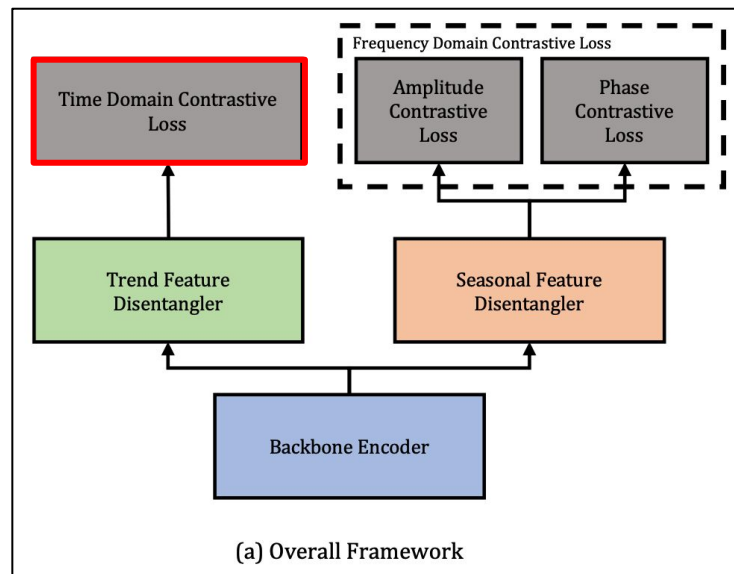 Frequency Domain Contrastive Loss
Time Domain Contrastive
Loss
Amplitude
Contrastive
Loss
Phase
Contrastive
Loss
Trend Feature
Disentangler
Seasonal Feature
Disentangler
Backbone Encoder
(a) Overall Framework